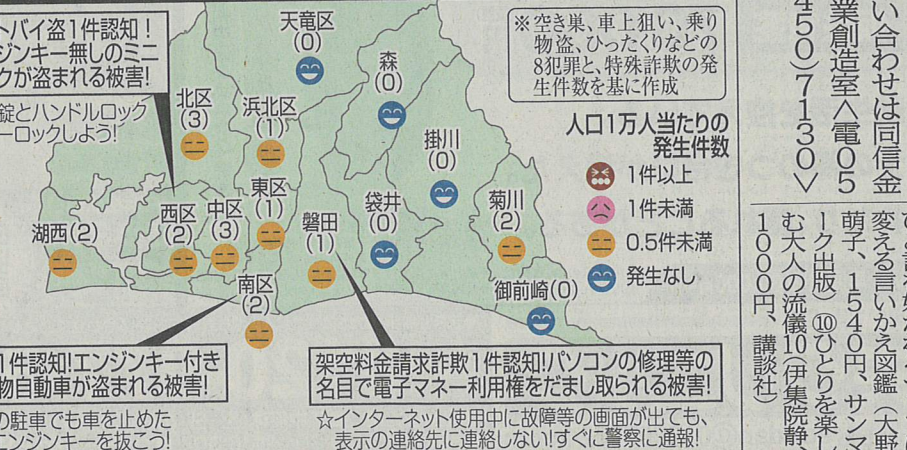 トバイ盗1件認知!
ジンキー無しのミニ
クが盗まれる被害!
錠とハンドルロック
ーロックしよう!
天竜区
(0)
森
(0)
北区
(3)
浜北区
(1)
掛川
(0)
東区
(1)
西区
(2)
中区
(3)
湖西(2)
磐田
(1)
袋井
(0)
菊川
(2)
南区
(2)
御前崎(0)
※空き巣、車上狙い、乗り
物盗、ひったくりなどの
8犯罪と、特殊詐欺の発
生件数を基に作成
人口1万人当たりの
発生件数
1件以上
1件未満
0.5件未満
発生なし
1件認知!エンジンキー付き
物自動車が盗まれる被害!
の駐車でも車を止めた
エンジンキーを抜こう!
架空料金請求詐欺1件認知!パソコンの修理等の
名目で電子マネー利用権をだまし取られる被害!
☆インターネット使用中に故障等の画面が出ても、
表示の連絡先に連絡しない!すぐに警察に通報!
い合わせは同信金
業創造室<電05
450)7130>
変える言いかえ図鑑(大野
萌子、1540円、サンマ
ーク出版)⑩ひとりを楽し
む大人の流儀10(伊集院静、
1000円、講談社)